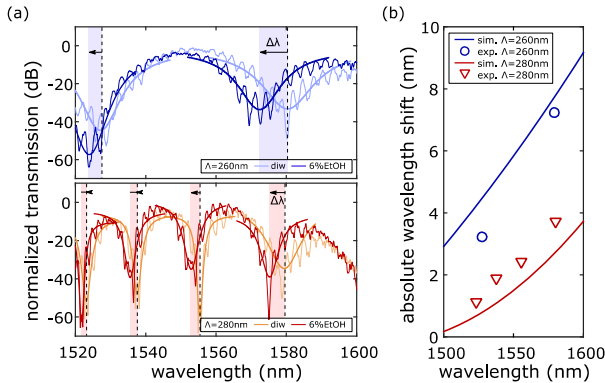 (a)
0
−20
−40
−60
Δλ
Λ=260nm diw 6%EtOH
0
−20
−40
−60
Δλ
Λ=280nm diw 6%EtOH
1520 1540 1560 1580 1600
wavelength (nm)
normalized transmission (dB)
(b)
10
8
6
4
2
0
sim. Λ=260nm
exp. Λ=260nm
sim. Λ=280nm
exp. Λ=280nm
1500 1550 1600
wavelength (nm)
absolute wavelength shift (nm)